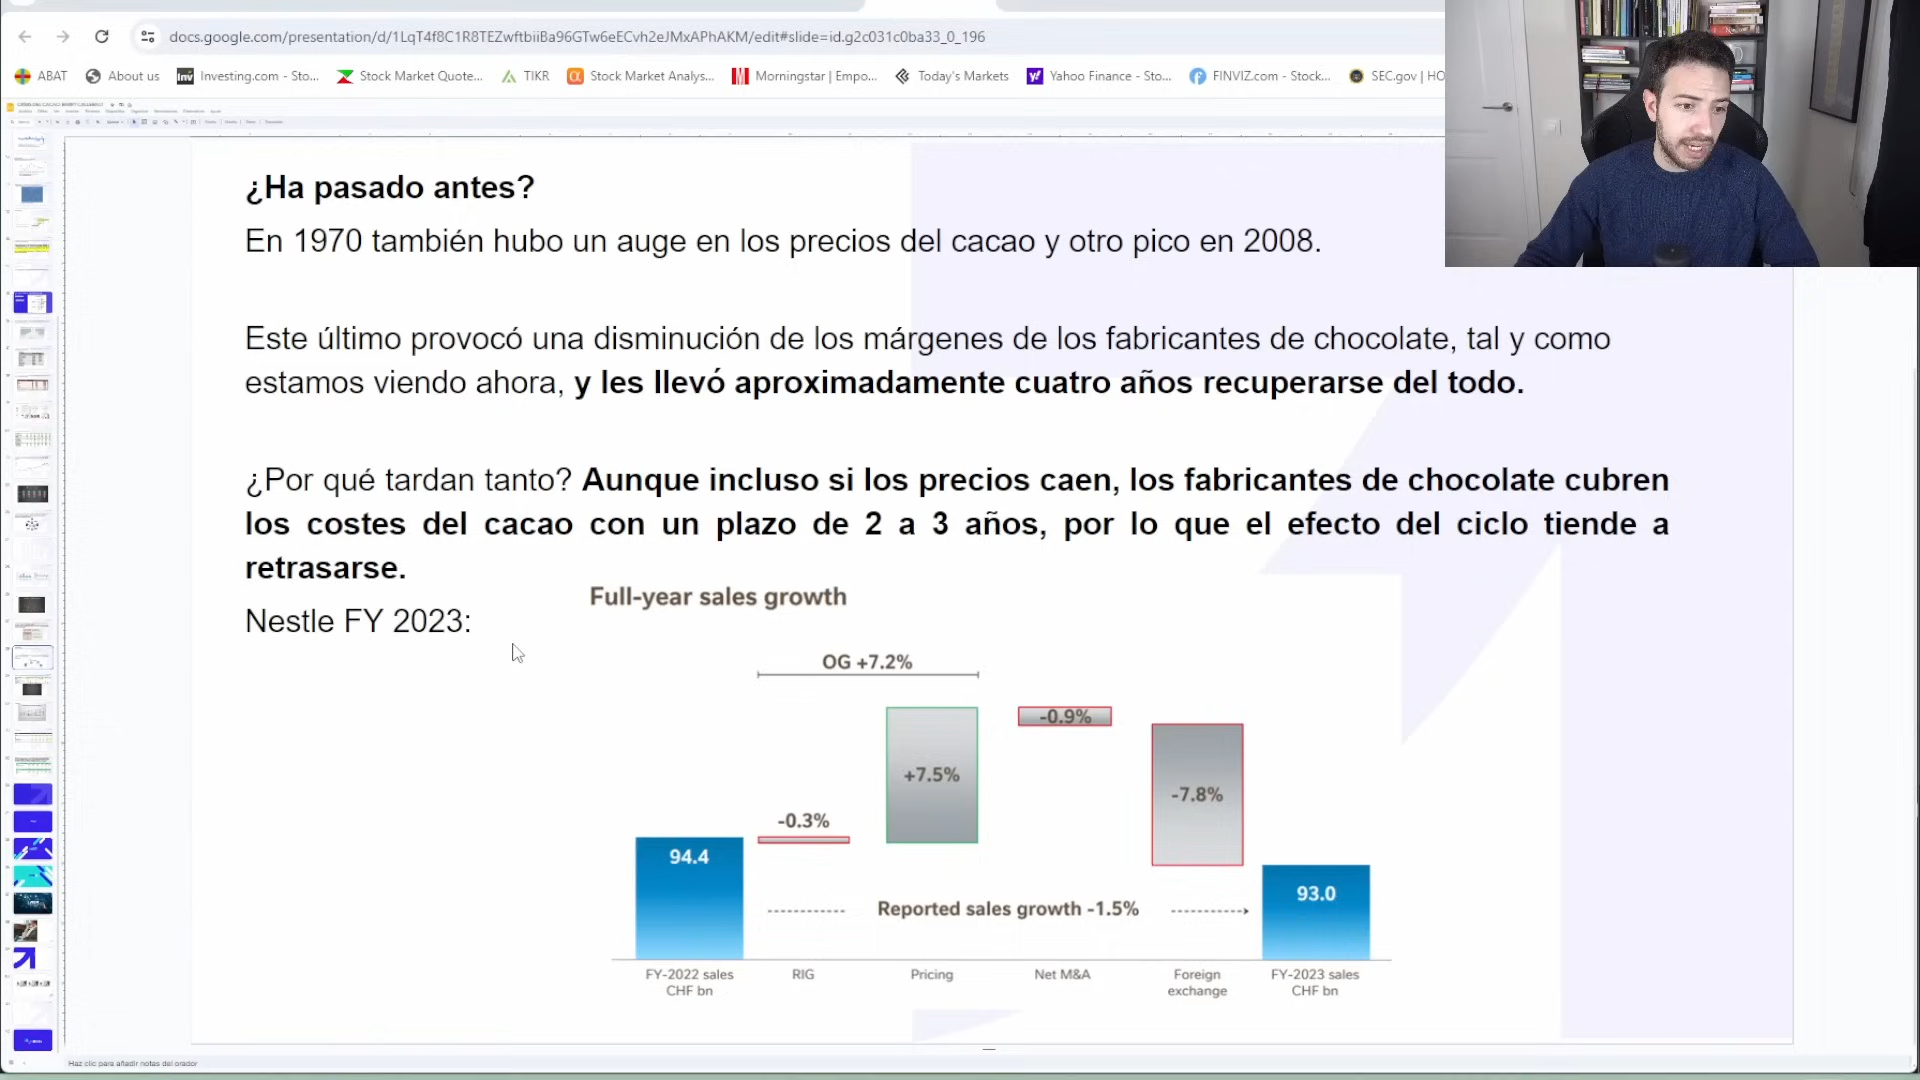 docs.google.com/presentation/d/1LqT4f8C1R8TEZwftbiiBa96GTw6eECvh2eJMxAPhAKM/edit#slide=id.g2c031c0ba33_0_196
ABAT
About us
Investing.com - Sto...
Stock Market Quote...
TIKR
Stock Market Analys...
Morningstar | Empo...
Today's Markets
Yahoo Finance - Sto...
FINVIZ.com - Stock...
SEC.gov | HO
¿Ha pasado antes?
En 1970 también hubo un auge en los precios del cacao y otro pico en 2008.
Este último provocó una disminución de los márgenes de los fabricantes de chocolate, tal y como
estamos viendo ahora, y les llevó aproximadamente cuatro años recuperarse del todo.
¿Por qué tardan tanto? Aunque incluso si los precios caen, los fabricantes de chocolate cubren
los costes del cacao con un plazo de 2 a 3 años, por lo que el efecto del ciclo tiende a
retrasarse.
Nestle FY 2023:
Full-year sales growth
OG +7.2%
-0.9%
+7.5%
-7.8%
-0.3%
94.4
93.0
Reported sales growth -1.5%
FY-2022 sales
CHF bn
RIG
Pricing
Net M&A
Foreign
exchange
FY-2023 sales
CHF bn
Haz clic para añadir notas del orador